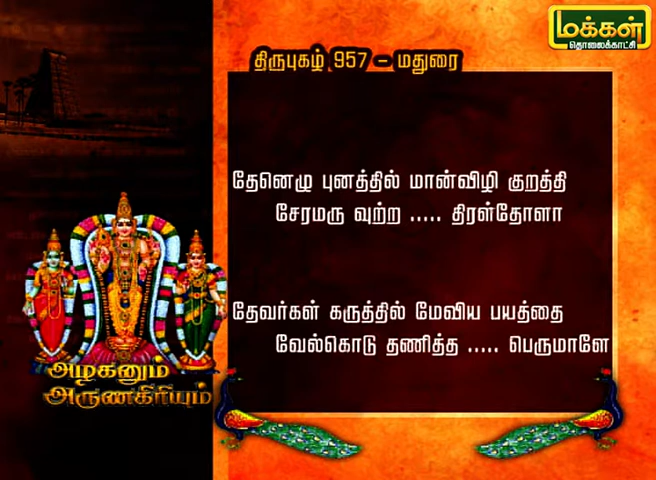 மக்கள்
தொலைக்காட்சி
திருபுகழ் 957 – மதுரை
தேனெழு புனத்தில் மான்விழி குறத்தி
சேரமரு வுற்ற ..... திரள்தோளா
தேவர்கள் கருத்தில் மேவிய பயத்தை
வேல்கொடு தணித்த ..... பெருமாளே
அழகனும்
அருணகிரியும்